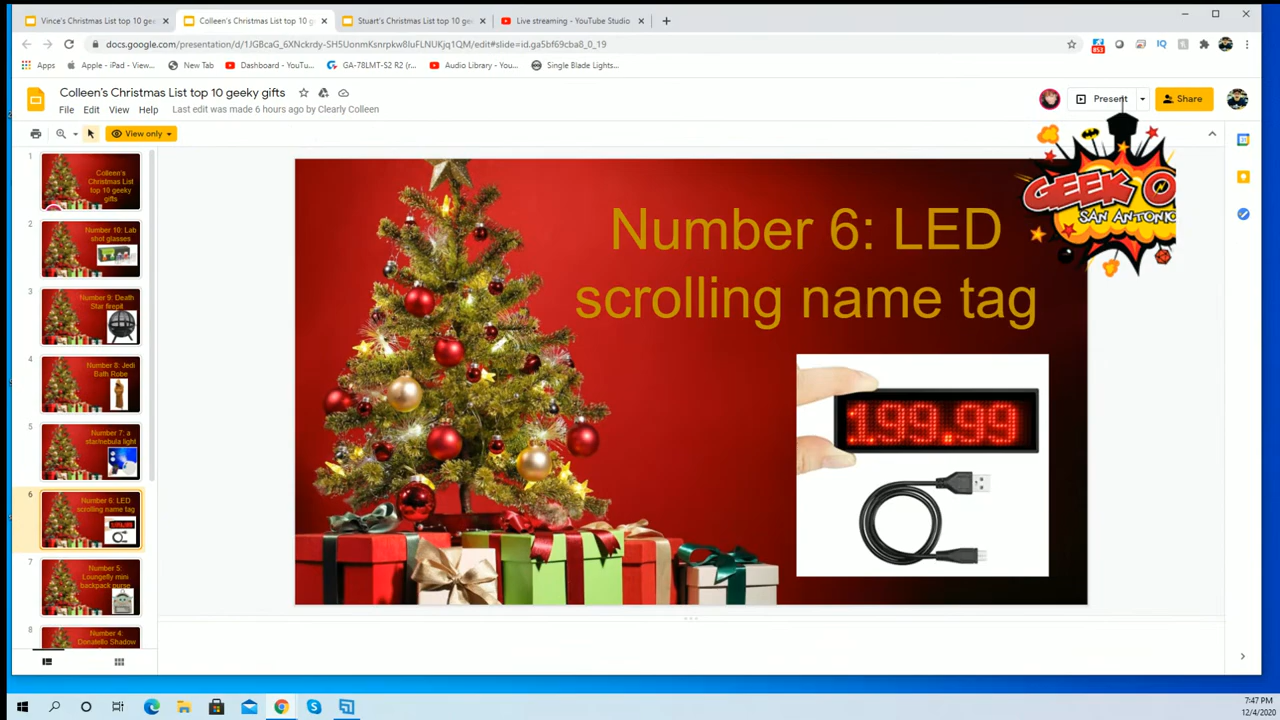 Vince's Christmas List top 10 gee
Colleen's Christmas List top 10 g
Stuart's Christmas List top 10 ge
Live streaming - YouTube Studio
docs.google.com/presentation/d/1JGBcaG_6XNckrdy-SH5UonmKsnrpkw8luFLNUKjq1QM/edit#slide=id.ga5bf69cba8_0_19
853
IQ
Apps
Apple - iPad - View...
New Tab
Dashboard - YouTu...
GA-78LMT-S2 R2 (r...
Audio Library - You...
Single Blade Lights...
Colleen's Christmas List top 10 geeky gifts
File Edit View Help
Last edit was made 6 hours ago by Clearly Colleen
Present
Share
View only
1
Colleen's
Christmas List
top 10 geeky
gifts
2
Number 10: Lab
shot glasses
3
Number 9: Death
Star firepit
4
Number 8: Jedi
Bath Robe
5
Number 7: a
star/nebula light
6
Number 6: LED
scrolling name tag
7
Number 5:
Loungefly mini
backpack purse
8
Number 4:
Donatello Shadow
Number 6: LED
scrolling name tag
199.99
GEEK O
SAN ANTONIO
7:47 PM
12/4/2020